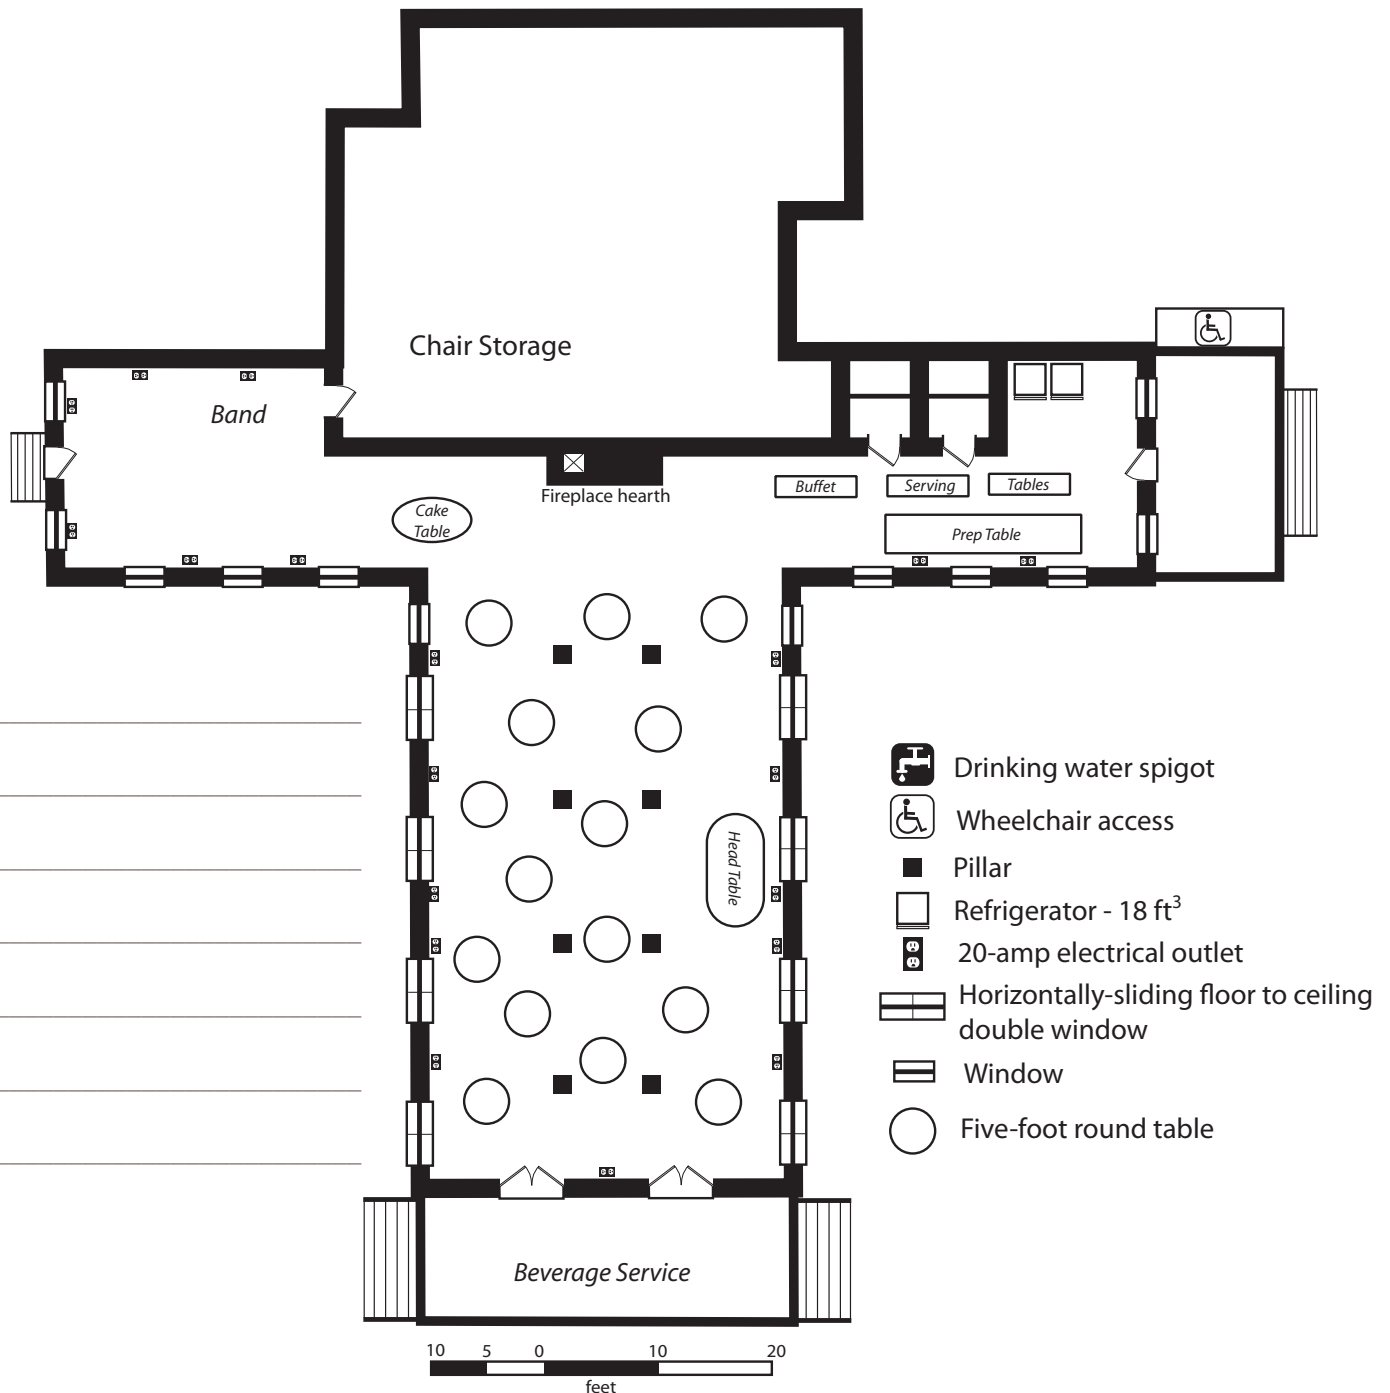 Chair Storage
Band
Fireplace hearth
Buffet
Serving
Tables
Cake
Table
Prep Table
Head Table
Drinking water spigot
Wheelchair access
Pillar
Refrigerator - 18 ft³
20-amp electrical outlet
Horizontally-sliding floor to ceiling
double window
Window
Five-foot round table
Beverage Service
10 5 0 10 20
feet